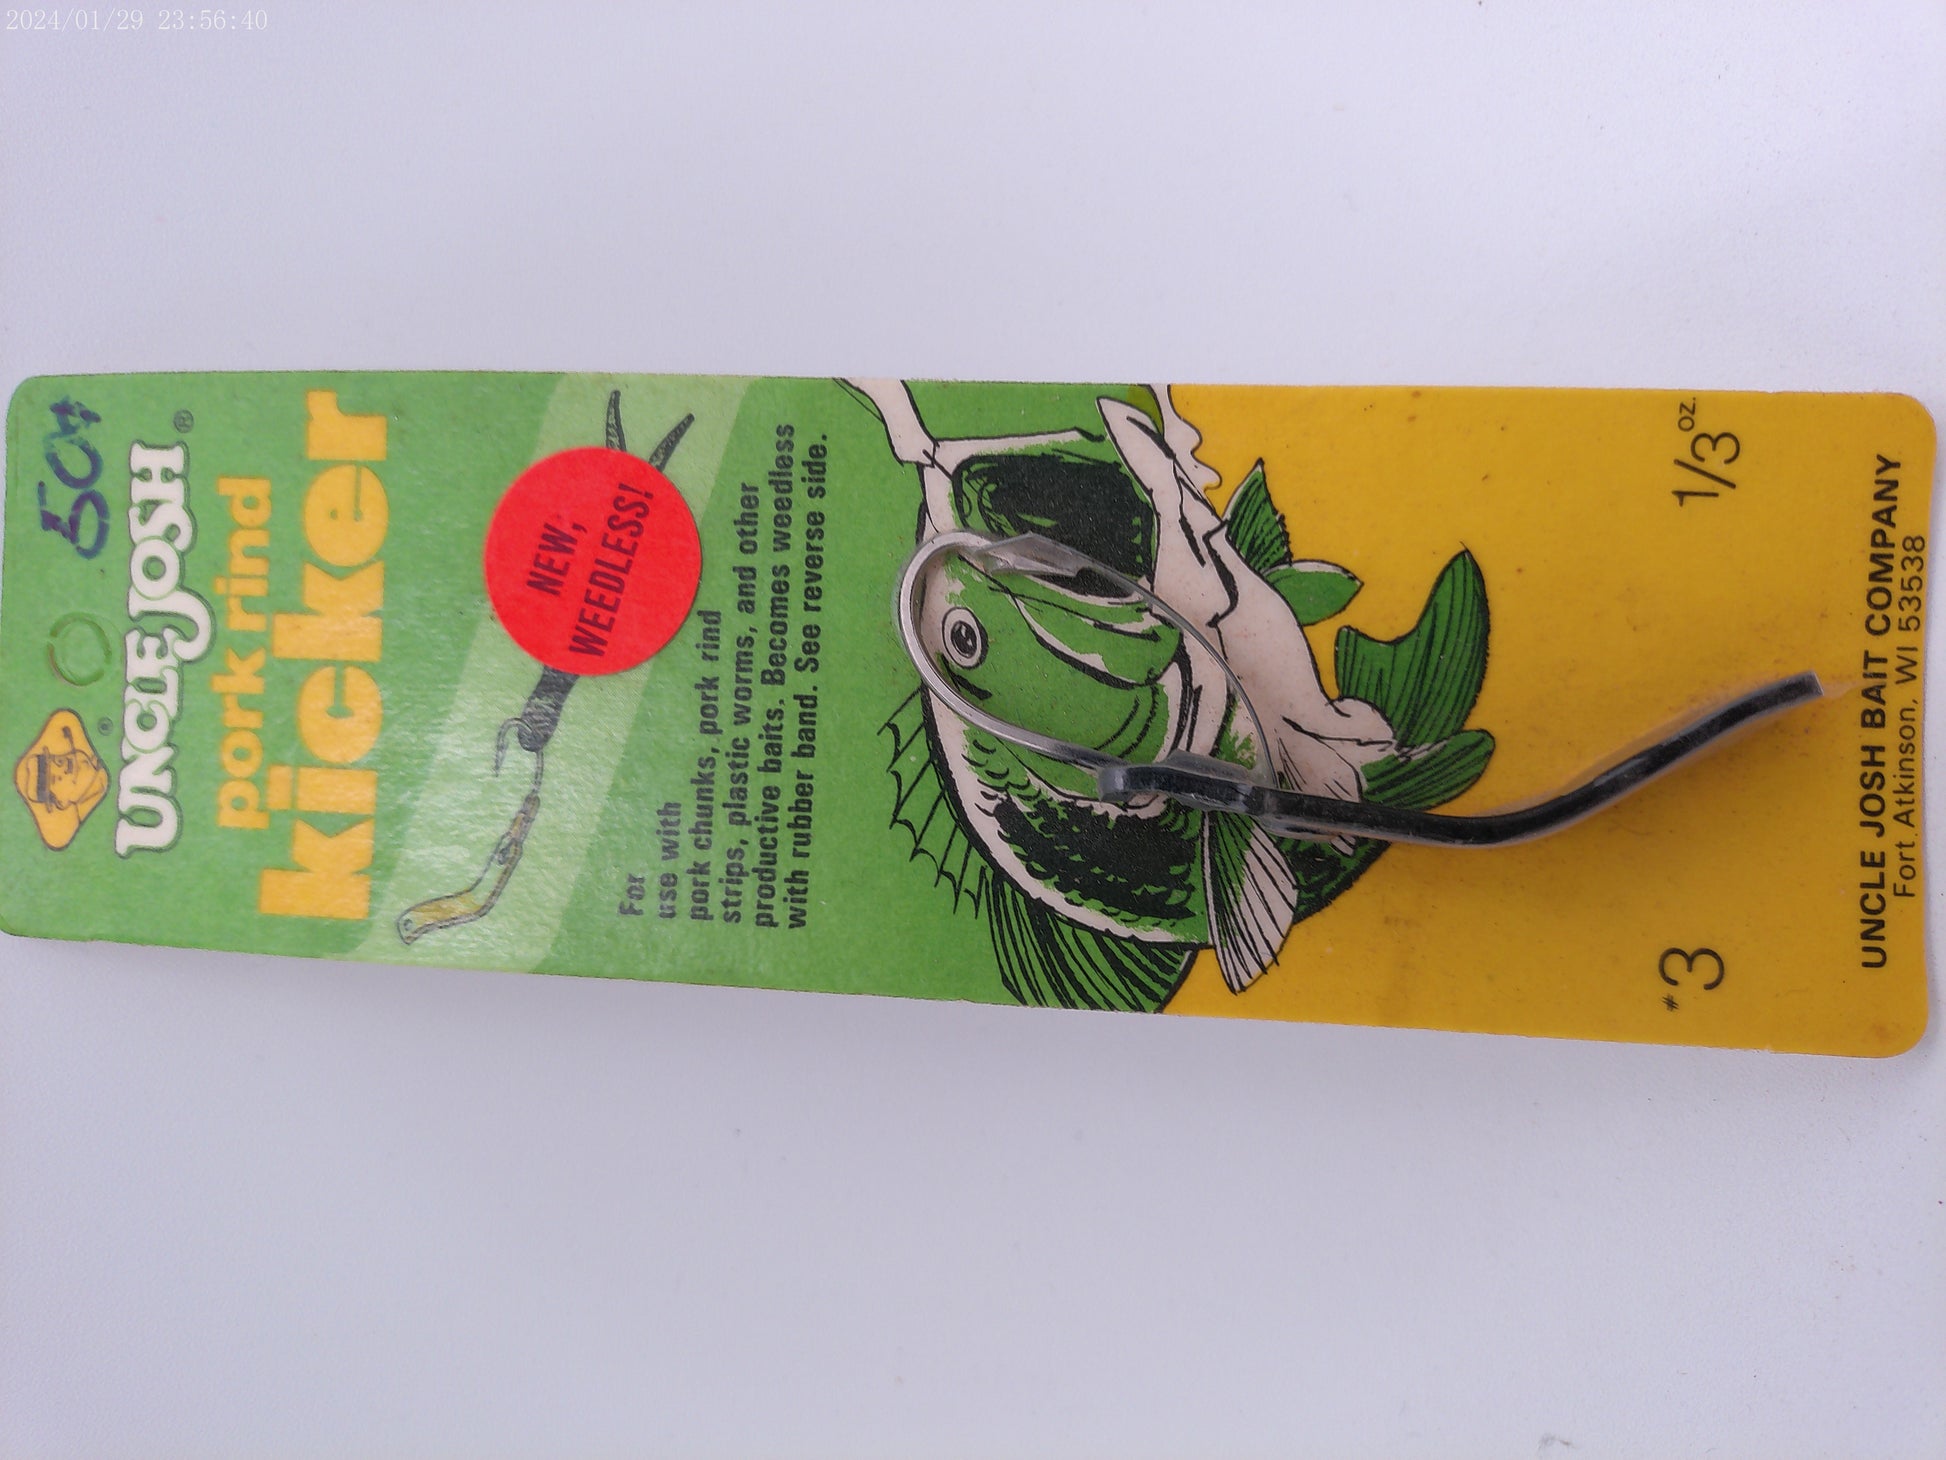 2024/01/29 23:56:40
50¢
UNCLE JOSH®
pork rind
kicker
NEW,
WEEDLESS!
For
use with
pork chunks, pork rind
strips, plastic worms, and other
productive baits. Becomes weedless
with rubber band. See reverse side.
#3 1/3 oz.
UNCLE JOSH BAIT COMPANY
Fort Atkinson, WI 53538